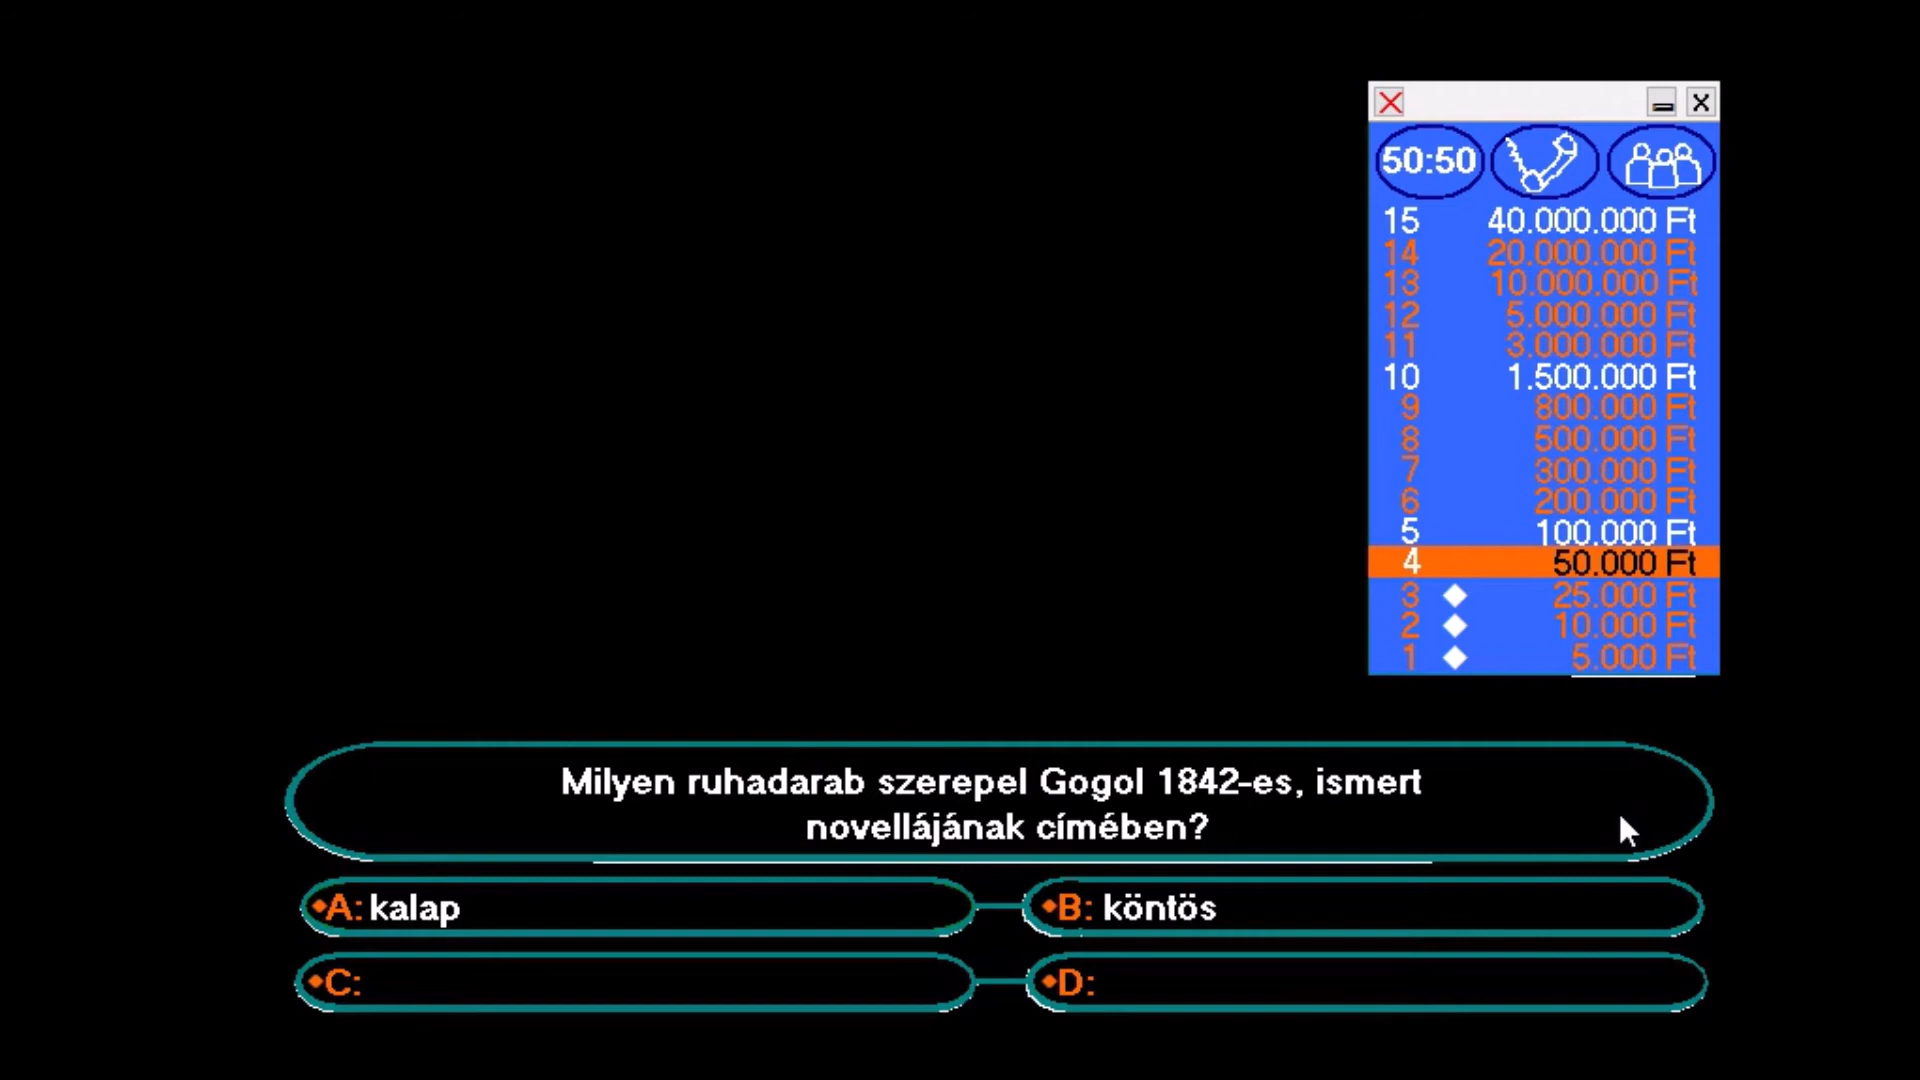 50:50
15 40.000.000 Ft
14 20.000.000 Ft
13 10.000.000 Ft
12 5.000.000 Ft
11 3.000.000 Ft
10 1.500.000 Ft
9 800.000 Ft
8 500.000 Ft
7 300.000 Ft
6 200.000 Ft
5 100.000 Ft
4 50.000 Ft
3 25.000 Ft
2 10.000 Ft
1 5.000 Ft
Milyen ruhadarab szerepel Gogol 1842-es, ismert
novellájának címében?
A: kalap
B: köntös
C:
D: